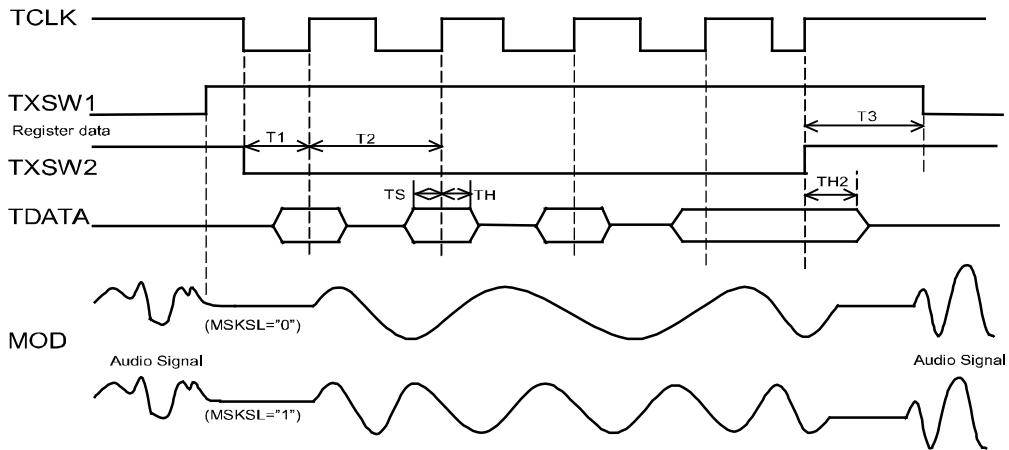 TCLK
TXSW1
Register data
T3
T1
T2
TXSW2
TS
TH
TH2
TDATA
(MSKSL="0")
MOD
Audio Signal
Audio Signal
(MSKSL="1")